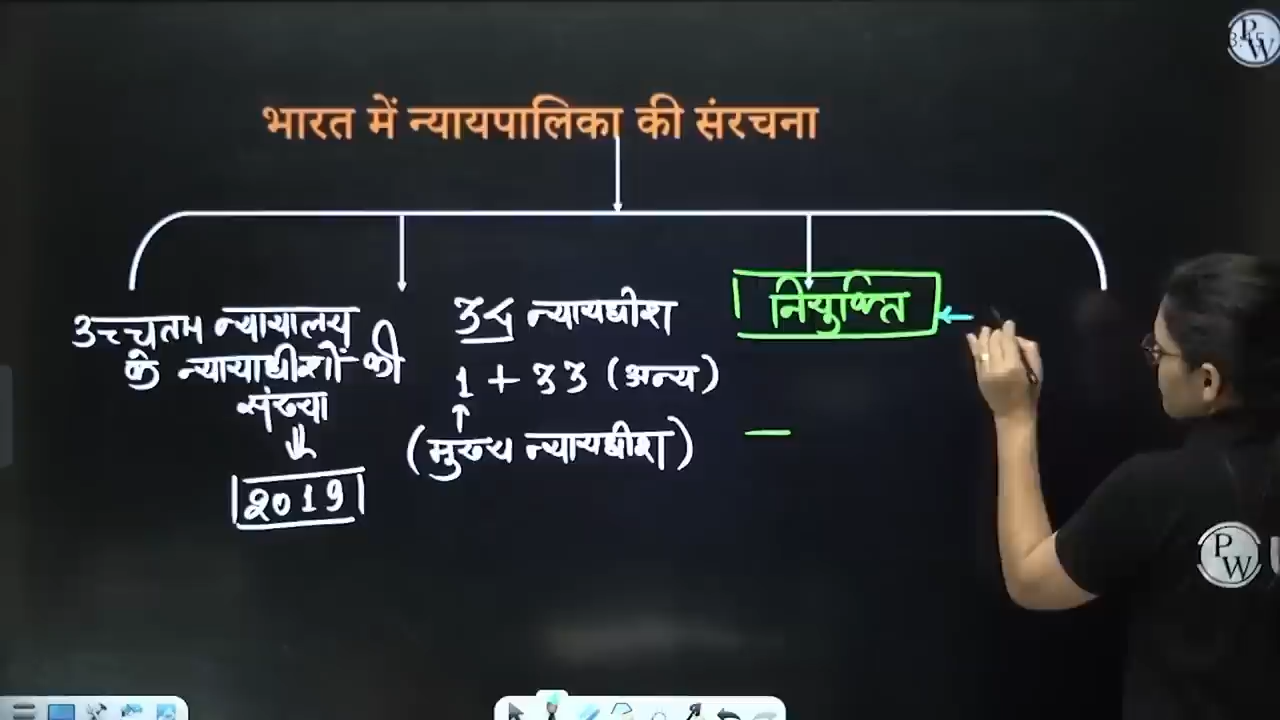 भारत में न्यायपालिका की संरचना
उच्चतम न्यायालय
के न्यायाधीशों की
संख्या
2019
34 न्यायधीश
1 + 33 (अन्य)
(मुख्य न्यायधीश)
नियुक्ति
PW
PW